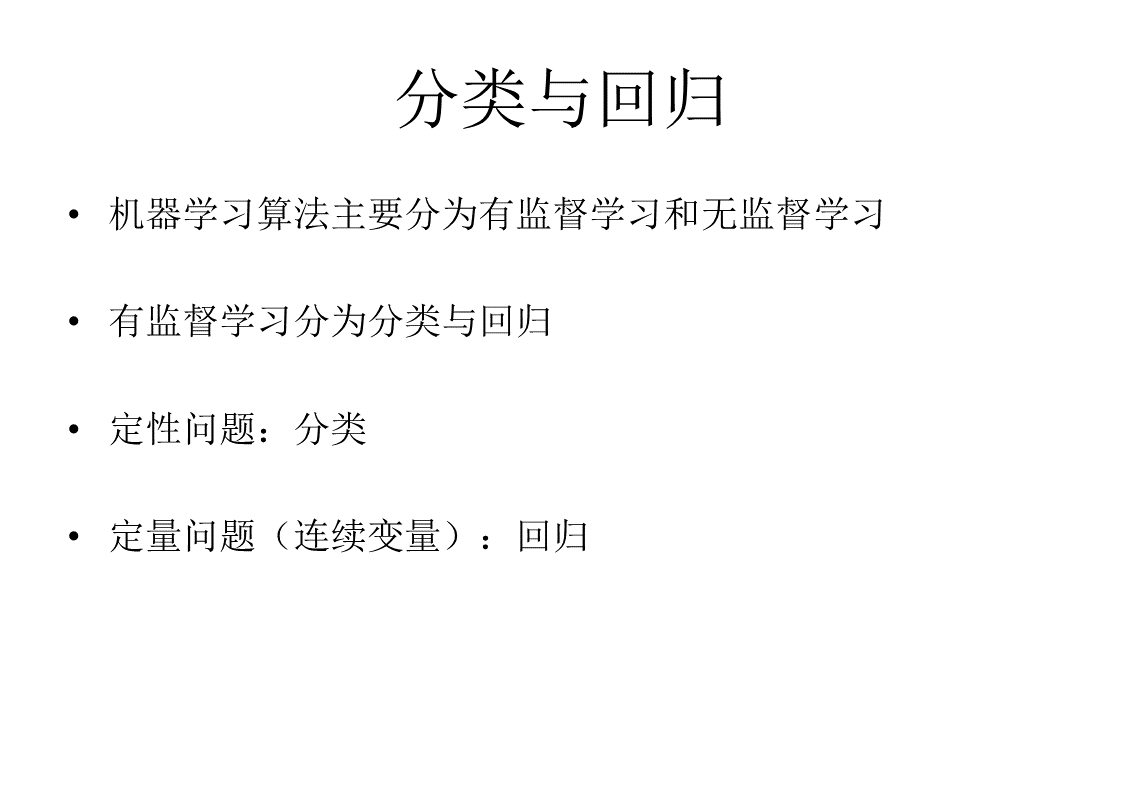 分类与回归
• 机器学习算法主要分为有监督学习和无监督学习
• 有监督学习分为分类与回归
• 定性问题：分类
• 定量问题（连续变量）：回归